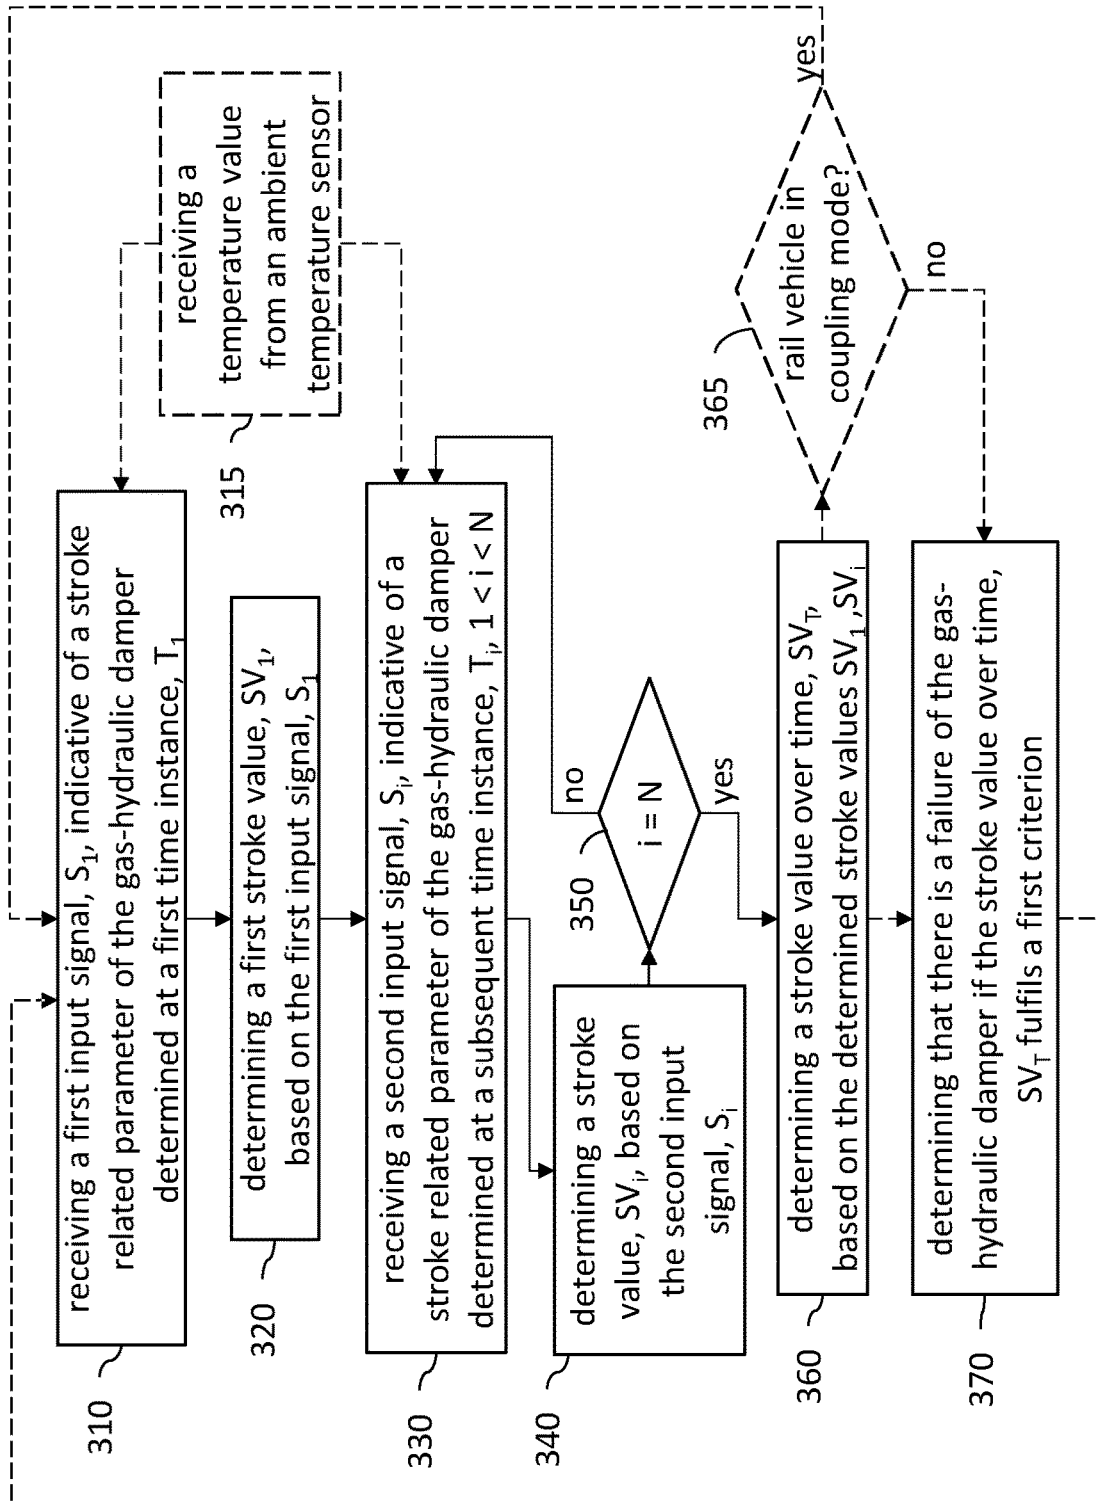 receiving a first input signal, S₁, indicative of a stroke
related parameter of the gas-hydraulic damper
determined at a first time instance, T₁
310
receiving a
temperature value
from an ambient
temperature sensor
315
determining a first stroke value, SV₁,
based on the first input signal, S₁
320
receiving a second input signal, Sᵢ, indicative of a
stroke related parameter of the gas-hydraulic damper
determined at a subsequent time instance, Tᵢ, 1 < i < N
330
determining a stroke
value, SVᵢ, based on
the second input
signal, Sᵢ
340
no
i = N
350
yes
determining a stroke value over time, SV_T,
based on the determined stroke values SV₁ ,SVᵢ
360
yes
rail vehicle in
coupling mode?
365
no
determining that there is a failure of the gas-
hydraulic damper if the stroke value over time,
SV_T fulfils a first criterion
370